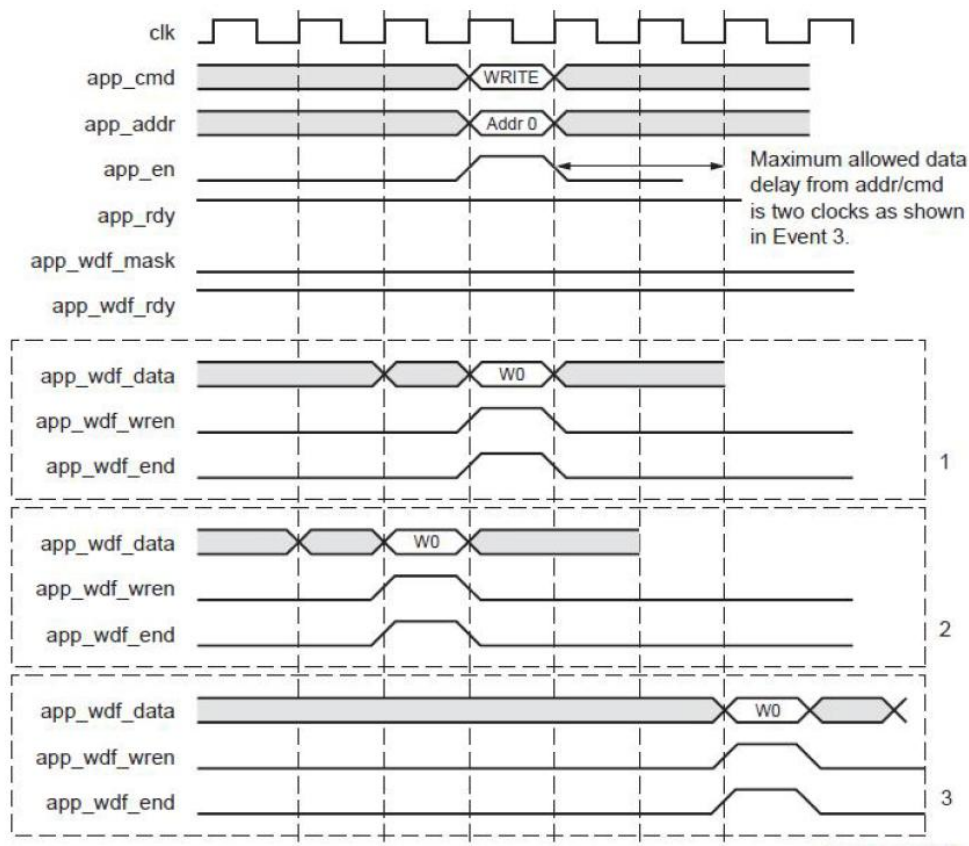 clk
app_cmd WRITE
app_addr Addr 0
app_en
Maximum allowed data
delay from addr/cmd
is two clocks as shown
in Event 3.
app_rdy
app_wdf_mask
app_wdf_rdy
app_wdf_data W0
app_wdf_wren
app_wdf_end
1
app_wdf_data W0
app_wdf_wren
app_wdf_end
2
app_wdf_data W0
app_wdf_wren
app_wdf_end
3